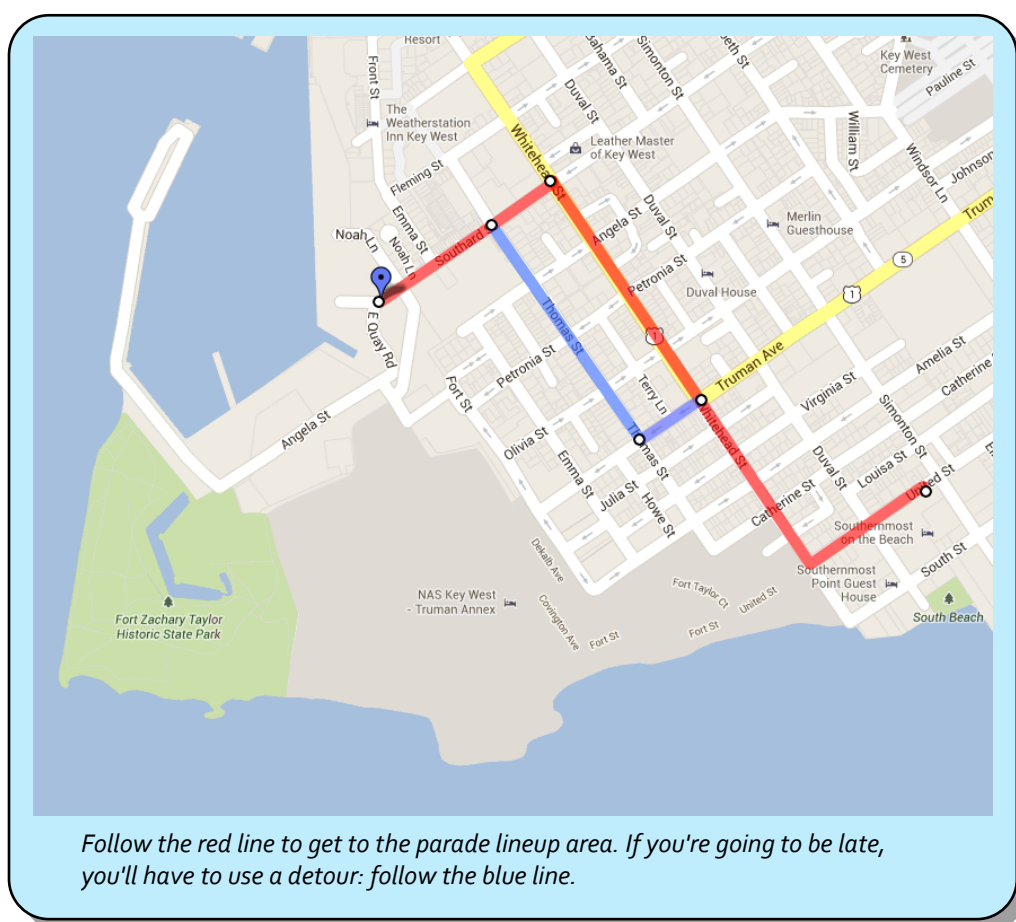 Resort
Front St
The
Weatherstation
Inn Key West
Fleming St
Emma St
Noah Ln
Noah Ln
Southard
E Quay Rd
Angela St
Bahama St
Simonton St
Duval St
Key West
Cemetery
Pauline St
William St
Windsor Ln
Johnson
Whitehead St
Leather Master
of Key West
Angela St
Duval St
Petronia St
Merlin
Guesthouse
Duval House
Trum
5
1
1
Truman Ave
Thomas St
Petronia St
Terry Ln
Fort St
Olivia St
Emma St
Julia St
Thomas St
Howe St
Whitehead St
Virginia St
Amelia St
Catherine
Simonton St
Duval St
Louisa St
United St
Catherine St
Southernmost
on the Beach
South St
Southernmost
Point Guest
House
South Beach
Dekalb Ave
Covington Ave
Fort St
Fort Taylor Ct
United St
Fort St
NAS Key West
- Truman Annex
Fort Zachary Taylor
Historic State Park
Follow the red line to get to the parade lineup area. If you're going to be late,
you'll have to use a detour: follow the blue line.